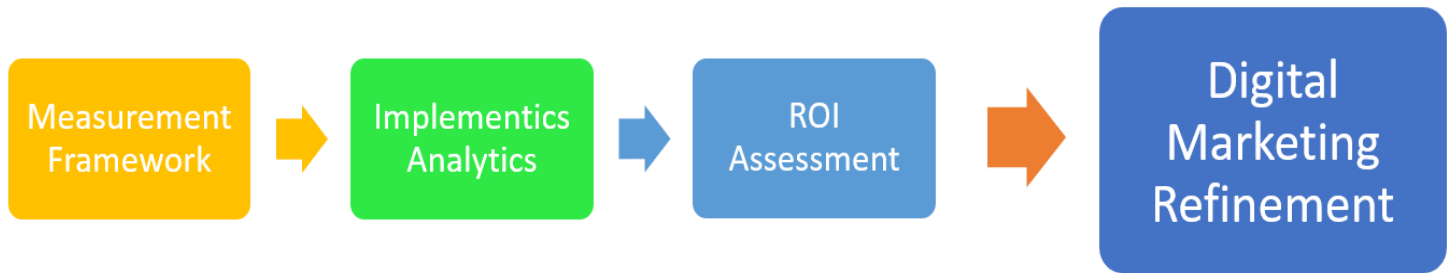 Measurement
Framework
Implementics
Analytics
ROI
Assessment
Digital
Marketing
Refinement